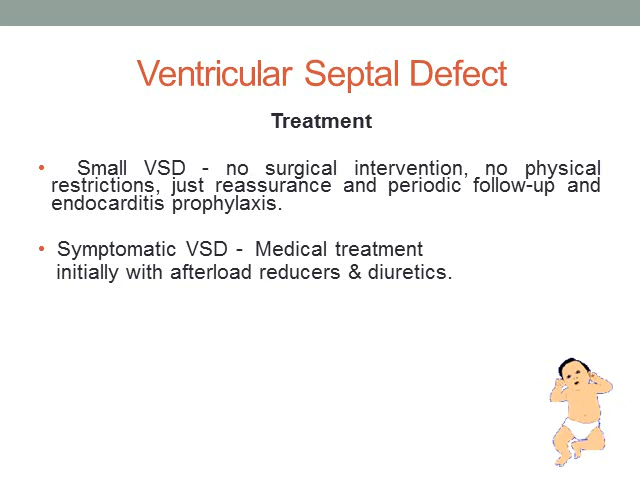 Ventricular Septal Defect
Treatment
• Small VSD - no surgical intervention, no physical
restrictions, just reassurance and periodic follow-up and
endocarditis prophylaxis.
• Symptomatic VSD - Medical treatment
initially with afterload reducers & diuretics.